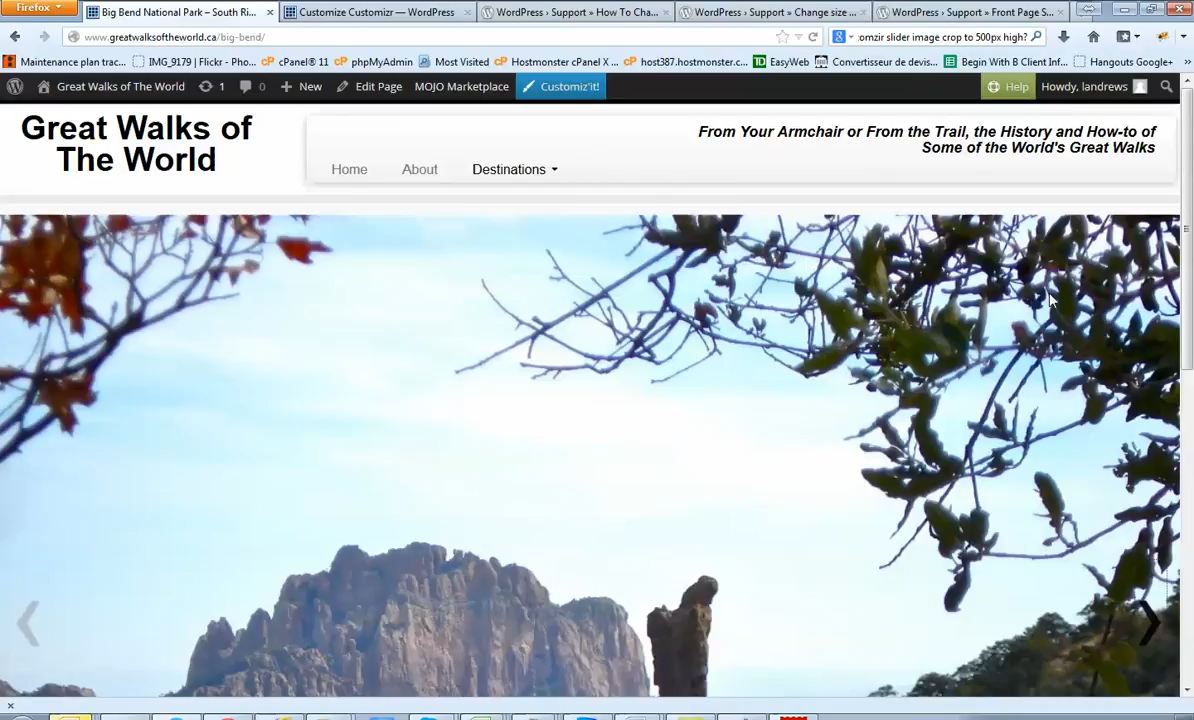 Firefox
Big Bend National Park – South Ri...
Customize Customizr — WordPress
WordPress › Support » How To Cha...
WordPress › Support » Change size ...
WordPress › Support » Front Page S...
www.greatwalksoftheworld.ca/big-bend/
:omzir slider image crop to 500px high?
Maintenance plan trac...
IMG_9179 | Flickr - Pho...
cPanel® 11
phpMyAdmin
Most Visited
Hostmonster cPanel X ...
host387.hostmonster.c...
EasyWeb
Convertisseur de devis...
Begin With B Client Inf...
Hangouts Google+
Great Walks of The World
1
0
New
Edit Page
MOJO Marketplace
Customiz'it!
Help
Howdy, landrews
Great Walks of
The World
From Your Armchair or From the Trail, the History and How-to of
Some of the World's Great Walks
Home
About
Destinations